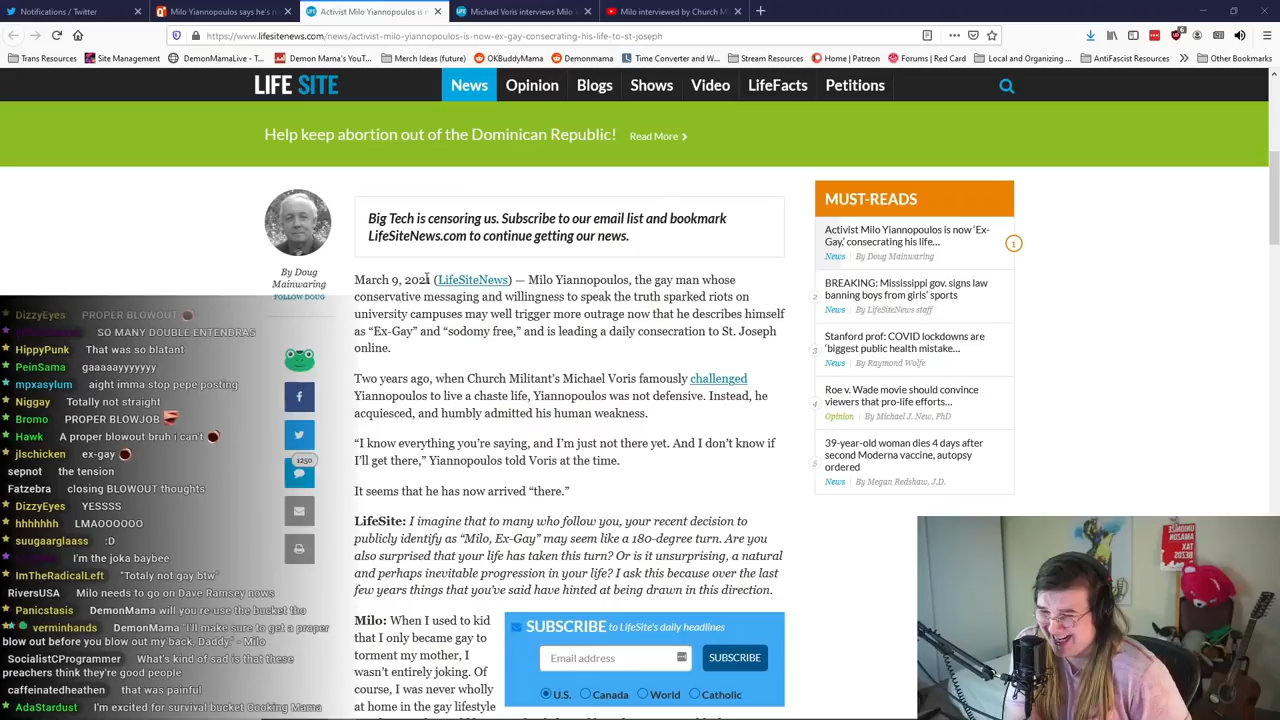 Notifications / Twitter
Milo Yiannopoulos says he's n
Activist Milo Yiannopoulos is n
Michael Voris interviews Milo Y
Milo interviewed by Church M
https://www.lifesitenews.com/news/activist-milo-yiannopoulos-is-now-ex-gay-consecrating-his-life-to-st-joseph
Trans Resources
Site Management
DemonMamaLive - T...
Demon Mama's YouT...
Merch Ideas (future)
OKBuddyMama
Demonmama
Time Converter and W...
Stream Resources
Home | Patreon
Forums | Red Card
Local and Organizing ...
AntiFascist Resources
Other Bookmarks
LIFE SITE
News
Opinion
Blogs
Shows
Video
LifeFacts
Petitions
Help keep abortion out of the Dominican Republic!
Read More
By Doug
Mainwaring
FOLLOW DOUG
Big Tech is censoring us. Subscribe to our email list and bookmark
LifeSiteNews.com to continue getting our news.
March 9, 2021 (LifeSiteNews) — Milo Yiannopoulos, the gay man whose
conservative messaging and willingness to speak the truth sparked riots on
university campuses may well trigger more outrage now that he describes himself
as “Ex-Gay” and “sodomy free,” and is leading a daily consecration to St. Joseph
online.
Two years ago, when Church Militant’s Michael Voris famously challenged
Yiannopoulos to live a chaste life, Yiannopoulos was not defensive. Instead, he
acquiesced, and humbly admitted his human weakness.
“I know everything you’re saying, and I’m just not there yet. And I don’t know if
I’ll get there,” Yiannopoulos told Voris at the time.
It seems that he has now arrived “there.”
LifeSite: I imagine that to many who follow you, your recent decision to
publicly identify as “Milo, Ex-Gay” may seem like a 180-degree turn. Are you
also surprised that your life has taken this turn? Or is it unsurprising, a natural
and perhaps inevitable progression in your life? I ask this because over the last
few years things that you’ve said have hinted at being drawn in this direction.
Milo: When I used to kid
that I only became gay to
torment my mother, I
wasn’t entirely joking. Of
course, I was never wholly
at home in the gay lifestyle
SUBSCRIBE to LifeSite's daily headlines
Email address
SUBSCRIBE
U.S.
Canada
World
Catholic
MUST-READS
Activist Milo Yiannopoulos is now ‘Ex-
Gay,’ consecrating his life...
News | By Doug Mainwaring
1
BREAKING: Mississippi gov. signs law
banning boys from girls’ sports
News | By LifeSiteNews staff
2
Stanford prof: COVID lockdowns are
‘biggest public health mistake...
News | By Raymond Wolfe
3
Roe v. Wade movie should convince
viewers that pro-life efforts...
Opinion | By Michael J. New, PhD
4
39-year-old woman dies 4 days after
second Moderna vaccine, autopsy
ordered
News | By Megan Redshaw, J.D.
5
1250
DizzyEyes PROPER BLOWOUT
SO MANY DOUBLE ENTENDRAS
HippyPunk That was so blatant
PeinSama gaaaaayyyyyy
mpxasylum aight imma stop pepe posting
Niggay Totally not straight
Bromo PROPER BLOWJOB
Hawk A proper blowout bruh i can't
jlschicken ex-gay
sepnot the tension
Fatzebra closing BLOWOUT thoughts
DizzyEyes YESSSS
hhhhhhh LMAOOOOOO
suugaarglaass :D
I'm the joka baybee
ImTheRadicalLeft "Totaly not gay btw"
RiversUSA Milo needs to go on Dave Ramsey nows
Panicstasis DemonMama will you re use the bucket tho
verminhands DemonMama "I'll make sure to get a proper
blow out before you blow out my back, Daddy." - Milo
SocialistCProgrammer What's kind of sad is that these
preachers think they're good people
caffeinatedheathen that was painful
AdaStardust I'm excited for survival bucket Cooking Mama
UNIONIZE
AMAZON
TAX
BEZOS